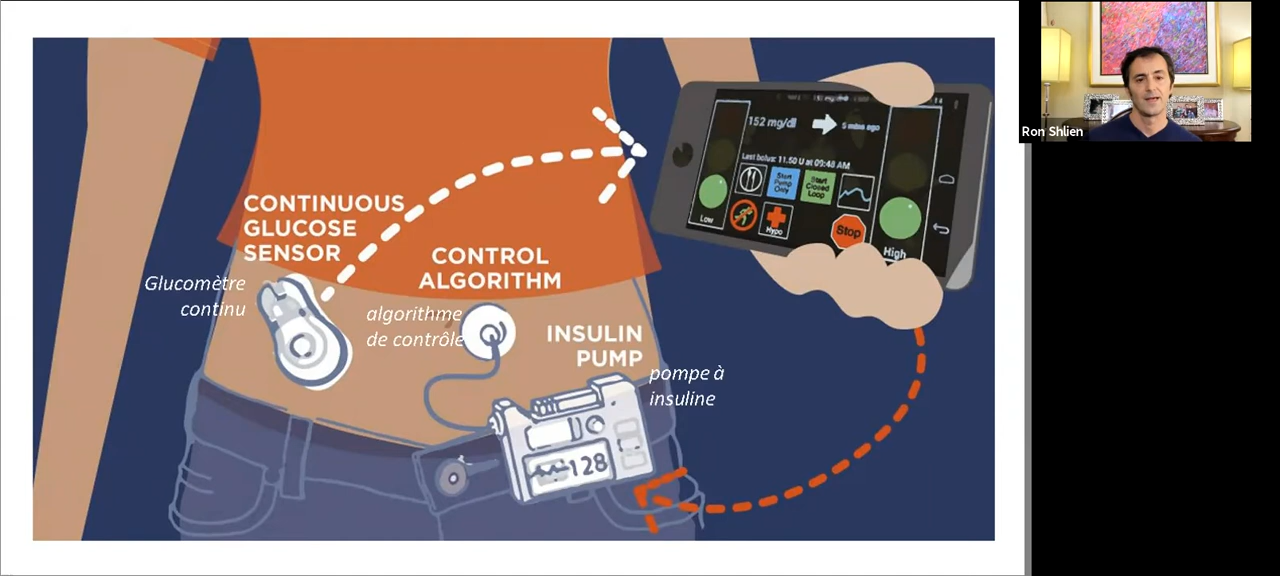 CONTINUOUS
GLUCOSE
SENSOR
Glucomètre
continu
CONTROL
ALGORITHM
algorithme
de contrôle
INSULIN
PUMP
pompe à
insuline
128
152 mg/dl
5 mins ago
Last bolus: 11.50 U at 09:48 AM
Start
Pump
Only
Start
Closed
Loop
Low
Hypo
Stop
High
Ron Shlien